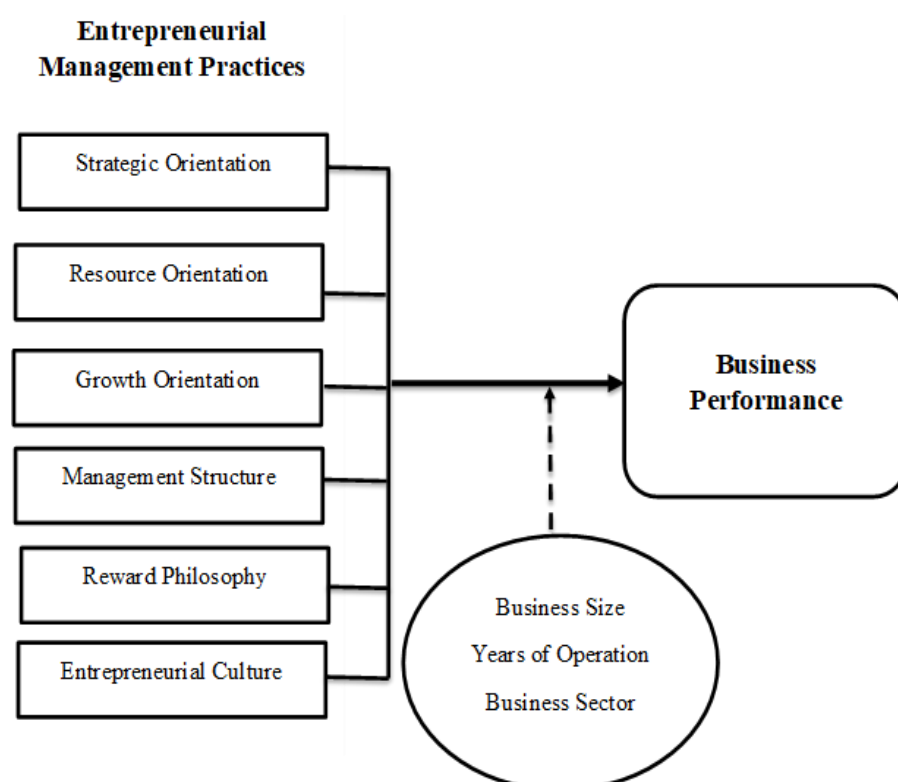 Entrepreneurial
Management Practices
Strategic Orientation
Resource Orientation
Growth Orientation
Management Structure
Reward Philosophy
Entrepreneurial Culture
Business
Performance
Business Size
Years of Operation
Business Sector